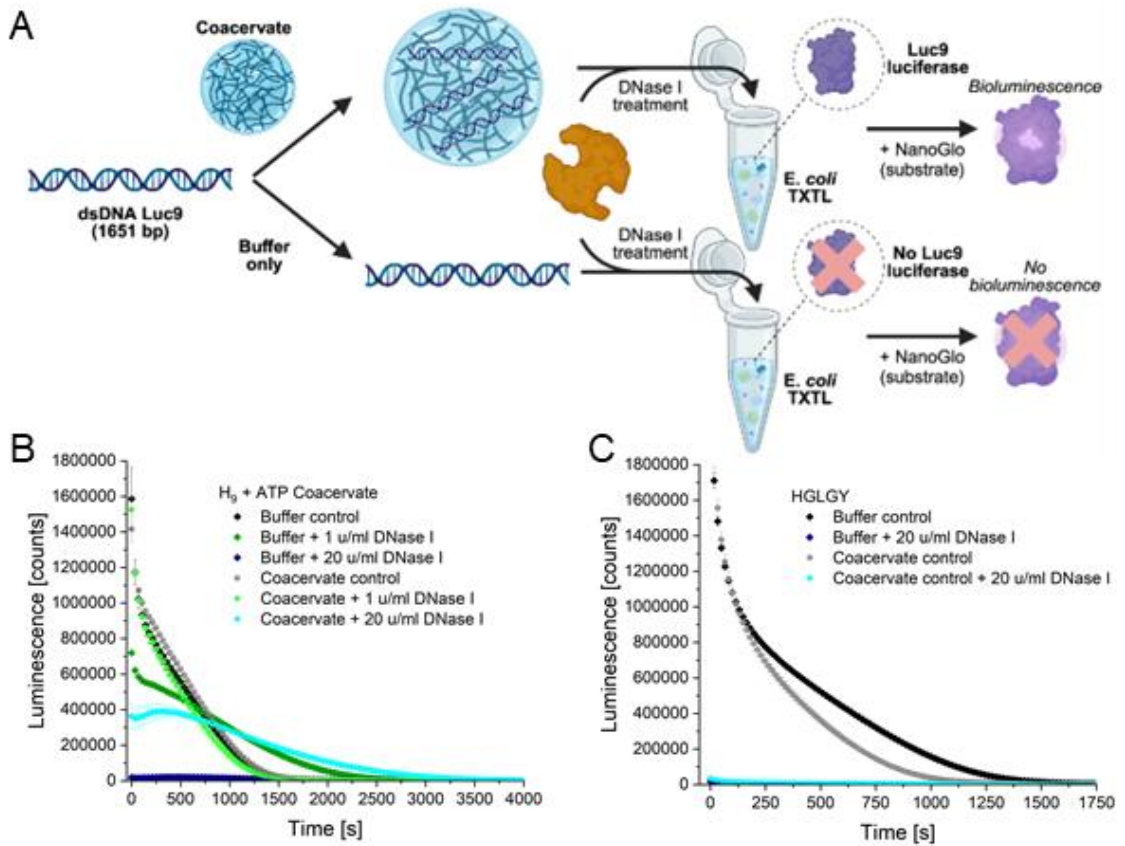 A
Coacervate
dsDNA Luc9
(1651 bp)
Buffer
only
DNase I
treatment
DNase I
treatment
E. coli
TXTL
E. coli
TXTL
Luc9
luciferase
No Luc9
luciferase
Bioluminescence
+ NanoGlo
(substrate)
No
bioluminescence
+ NanoGlo
(substrate)
B
Luminescence [counts]
1800000
1600000
1400000
1200000
1000000
800000
600000
400000
200000
0
H9 + ATP Coacervate
Buffer control
Buffer + 1 u/ml DNase I
Buffer + 20 u/ml DNase I
Coacervate control
Coacervate + 1 u/ml DNase I
Coacervate + 20 u/ml DNase I
0 500 1000 1500 2000 2500 3000 3500 4000
Time [s]
C
Luminescence [counts]
1800000
1600000
1400000
1200000
1000000
800000
600000
400000
200000
0
HGLGY
Buffer control
Buffer + 20 u/ml DNase I
Coacervate control
Coacervate control + 20 u/ml DNase I
0 250 500 750 1000 1250 1500 1750
Time [s]